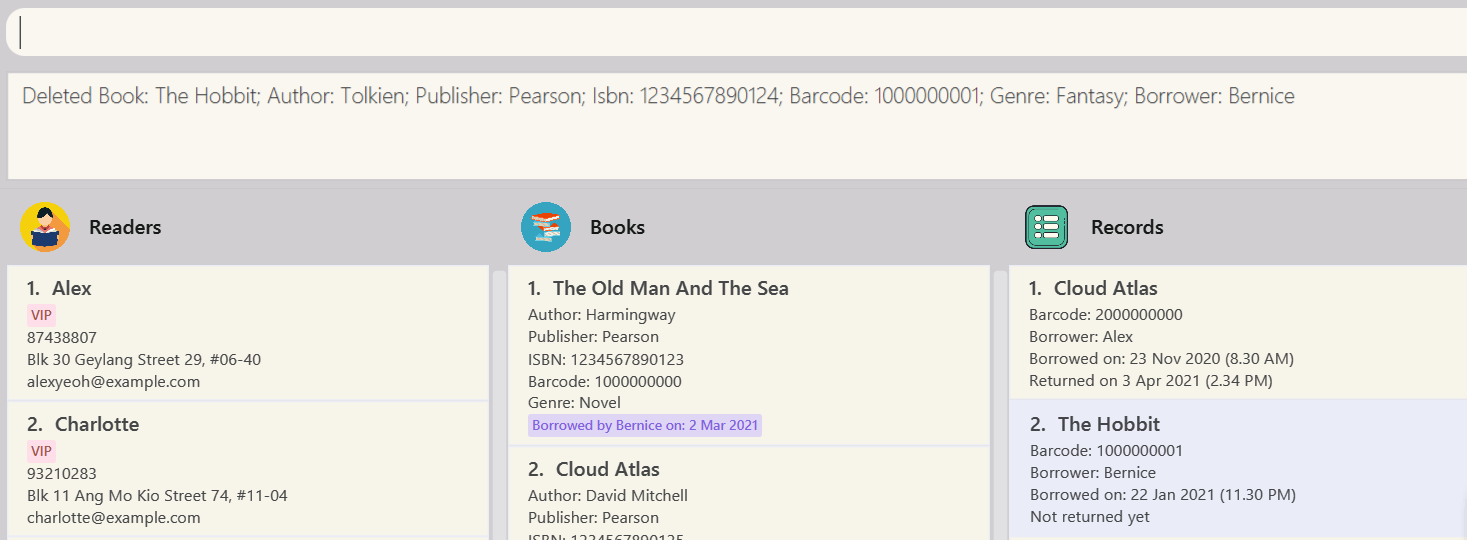 Deleted Book: The Hobbit; Author: Tolkien; Publisher: Pearson; Isbn: 1234567890124; Barcode: 1000000001; Genre: Fantasy; Borrower: Bernice
Readers
1. Alex
VIP
87438807
Blk 30 Geylang Street 29, #06-40
alexyeoh@example.com
2. Charlotte
VIP
93210283
Blk 11 Ang Mo Kio Street 74, #11-04
charlotte@example.com
Books
1. The Old Man And The Sea
Author: Harmingway
Publisher: Pearson
ISBN: 1234567890123
Barcode: 1000000000
Genre: Novel
Borrowed by Bernice on: 2 Mar 2021
2. Cloud Atlas
Author: David Mitchell
Publisher: Pearson
ISBN: 1234567890125
Records
1. Cloud Atlas
Barcode: 2000000000
Borrower: Alex
Borrowed on: 23 Nov 2020 (8.30 AM)
Returned on 3 Apr 2021 (2.34 PM)
2. The Hobbit
Barcode: 1000000001
Borrower: Bernice
Borrowed on: 22 Jan 2021 (11.30 PM)
Not returned yet